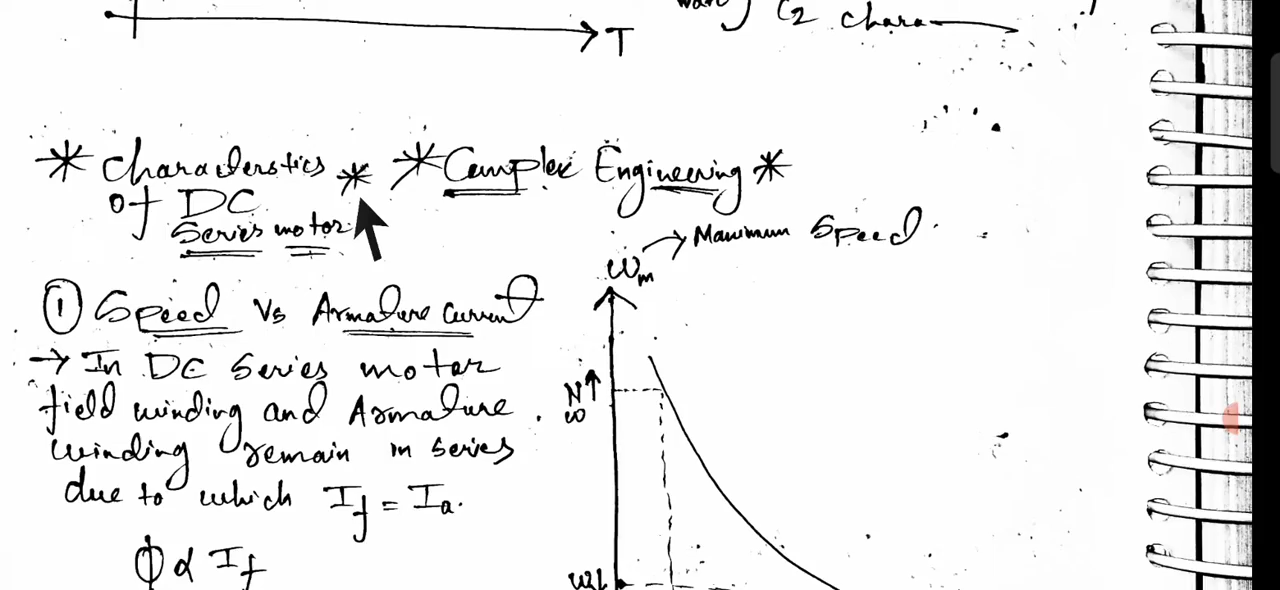 C2 chara
T
* Characterstics * * Complex Engineering *
of DC
Series motor
Wm → Maximum Speed
① Speed Vs Armature Current
→ In DC Series motor
field winding and Armature
winding remain in series
due to which If = Ia.
N↑
ω
ϕ α If